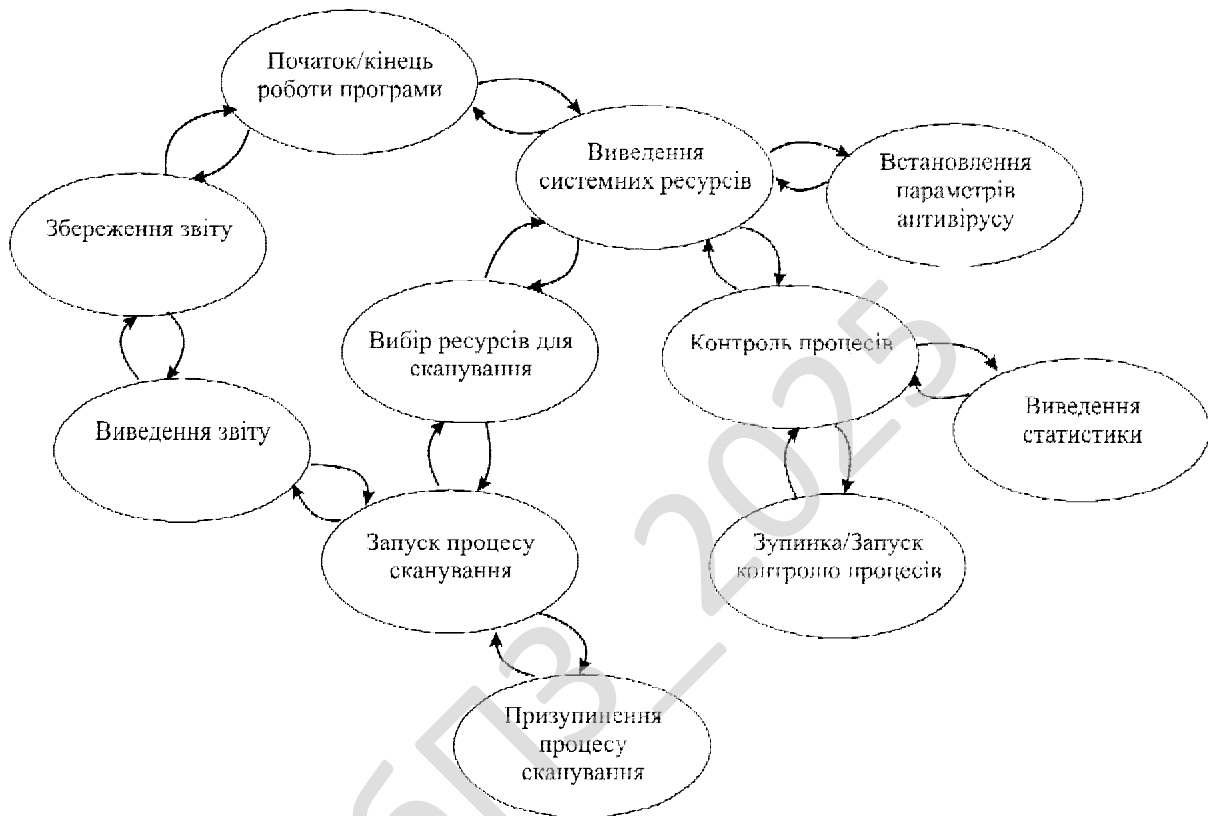 Початок/кінець
роботи програми
Виведення
системних ресурсів
Встановлення
параметрів
антивірусу
Збереження звіту
Вибір ресурсів для
сканування
Контроль процесів
Виведення звіту
Виведення
статистики
Запуск процесу
сканування
Зупинка/Запуск
контролю процесів
Призупинення
процесу
сканування
бПЗ_2025